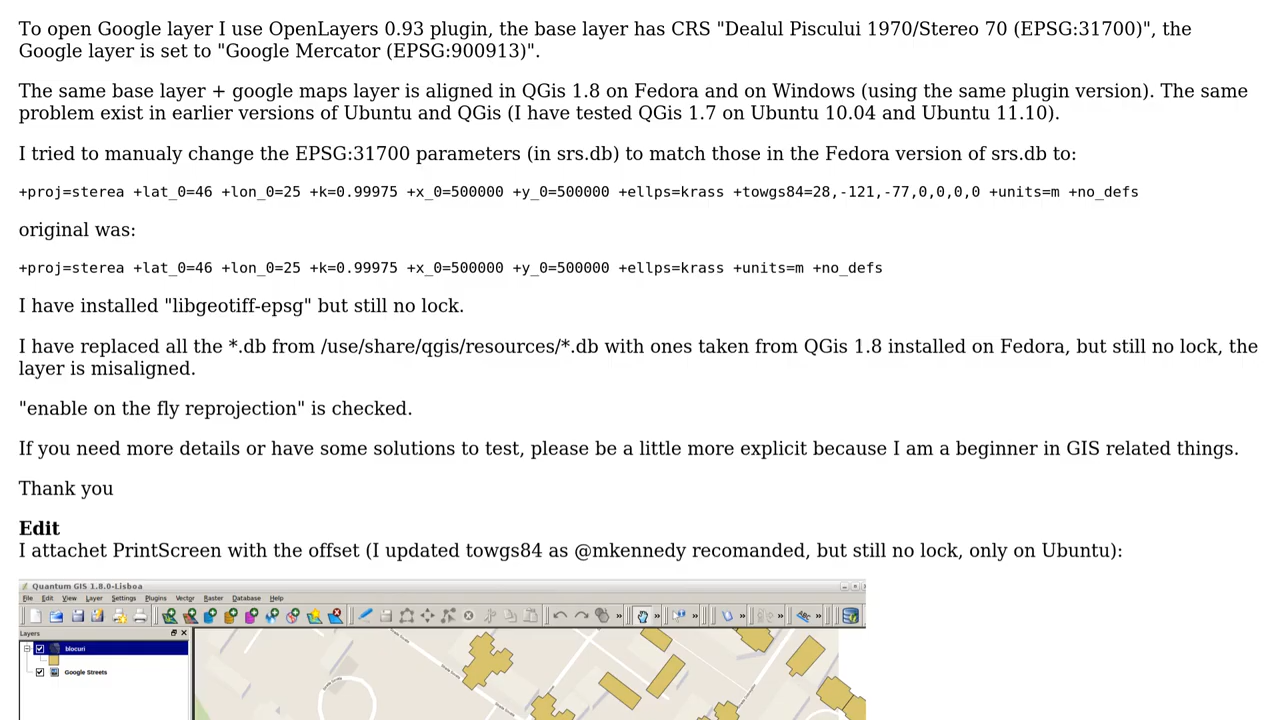 To open Google layer I use OpenLayers 0.93 plugin, the base layer has CRS "Dealul Piscului 1970/Stereo 70 (EPSG:31700)", the
Google layer is set to "Google Mercator (EPSG:900913)".
The same base layer + google maps layer is aligned in QGis 1.8 on Fedora and on Windows (using the same plugin version). The same
problem exist in earlier versions of Ubuntu and QGis (I have tested QGis 1.7 on Ubuntu 10.04 and Ubuntu 11.10).
I tried to manualy change the EPSG:31700 parameters (in srs.db) to match those in the Fedora version of srs.db to:
+proj=sterea +lat_0=46 +lon_0=25 +k=0.99975 +x_0=500000 +y_0=500000 +ellps=krass +towgs84=28,-121,-77,0,0,0,0 +units=m +no_defs
original was:
+proj=sterea +lat_0=46 +lon_0=25 +k=0.99975 +x_0=500000 +y_0=500000 +ellps=krass +units=m +no_defs
I have installed "libgeotiff-epsg" but still no lock.
I have replaced all the *.db from /use/share/qgis/resources/*.db with ones taken from QGis 1.8 installed on Fedora, but still no lock, the
layer is misaligned.
"enable on the fly reprojection" is checked.
If you need more details or have some solutions to test, please be a little more explicit because I am a beginner in GIS related things.
Thank you
Edit
I attachet PrintScreen with the offset (I updated towgs84 as @mkennedy recomanded, but still no lock, only on Ubuntu):
Quantum GIS 1.8.0-Lisboa
File Edit View Layer Settings Plugins Vector Raster Database Help
Layers
blocuri
Google Streets